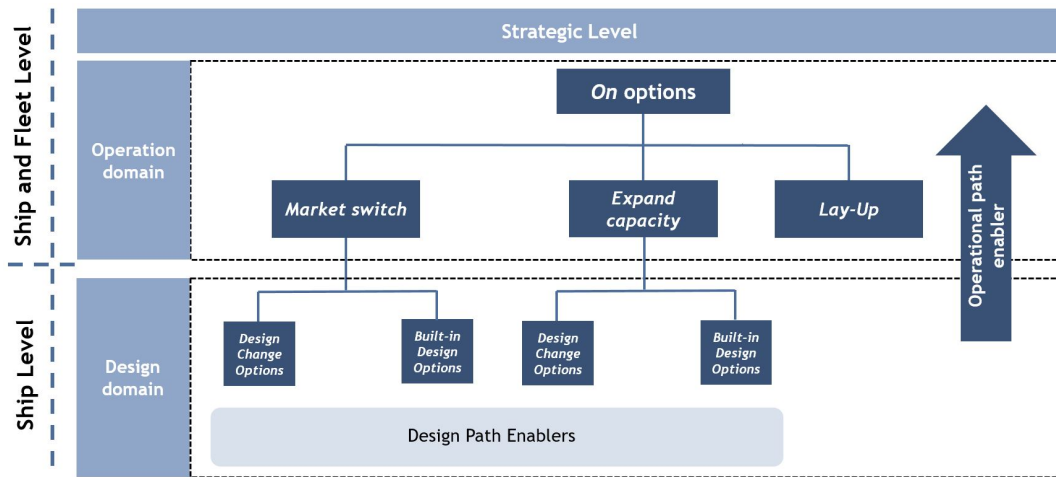 Strategic Level
Ship and Fleet Level
Operation
domain
On options
Market switch
Expand
capacity
Lay-Up
Operational path
enabler
Ship Level
Design
domain
Design
Change
Options
Built-in
Design
Options
Design
Change
Options
Built-in
Design
Options
Design Path Enablers